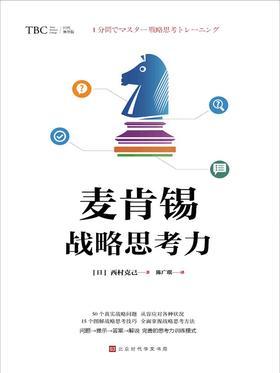 TBC
1分間でマスター戦略思考トレーニング
麦肯锡
战略思考力
［日］西村克己 著 陈广琪 译
50个真实战略问题 从容应对各种状况
15个图解战略思考技巧 全面掌握战略思考方法
问题→提示→答案→解说 完善的思考力训练模式
北京时代华文书局